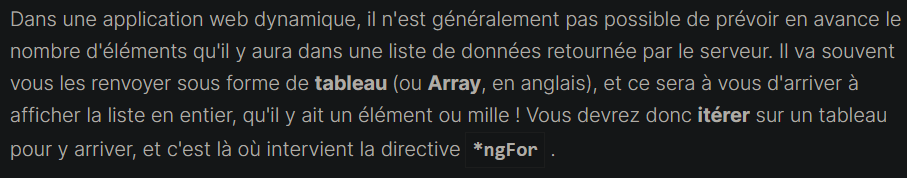 Dans une application web dynamique, il n'est généralement pas possible de prévoir en avance le
nombre d'éléments qu'il y aura dans une liste de données retournée par le serveur. Il va souvent
vous les renvoyer sous forme de tableau (ou Array, en anglais), et ce sera à vous d'arriver à
afficher la liste en entier, qu'il y ait un élément ou mille ! Vous devrez donc itérer sur un tableau
pour y arriver, et c'est là où intervient la directive *ngFor .